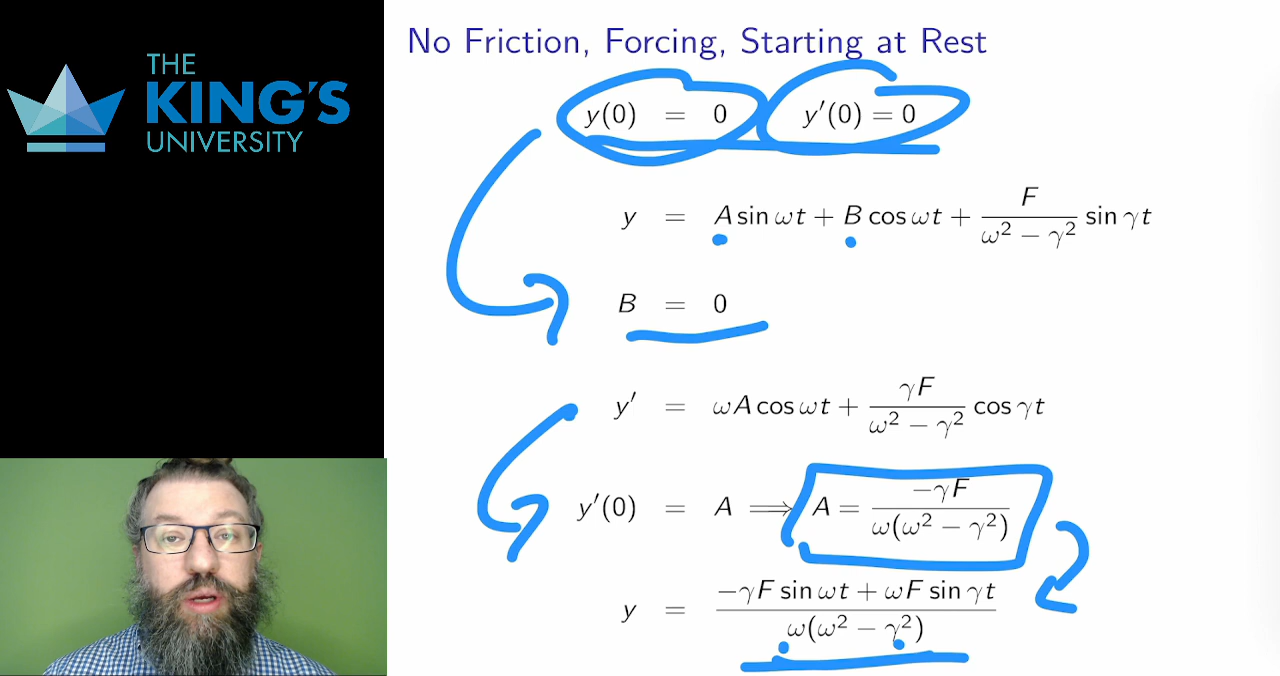 THE
KING'S
UNIVERSITY
No Friction, Forcing, Starting at Rest
y(0) = 0 y′(0) = 0
y = A sin ωt + B cos ωt + F / (ω² − γ²) sin γt
B = 0
y′ = ωA cos ωt + γF / (ω² − γ²) cos γt
y′(0) = A ⟹ A = −γF / ω(ω² − γ²)
y = −γF sin ωt + ωF sin γt / ω(ω² − γ²)